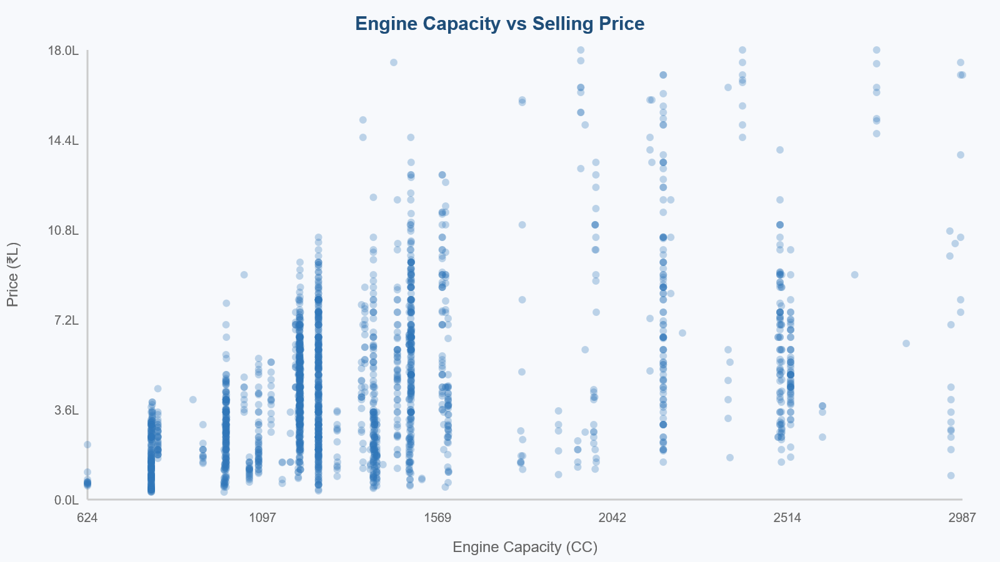 Engine Capacity vs Selling Price
18.0L
14.4L
10.8L
7.2L
3.6L
0.0L
Price (₹L)
624
1097
1569
2042
2514
2987
Engine Capacity (CC)